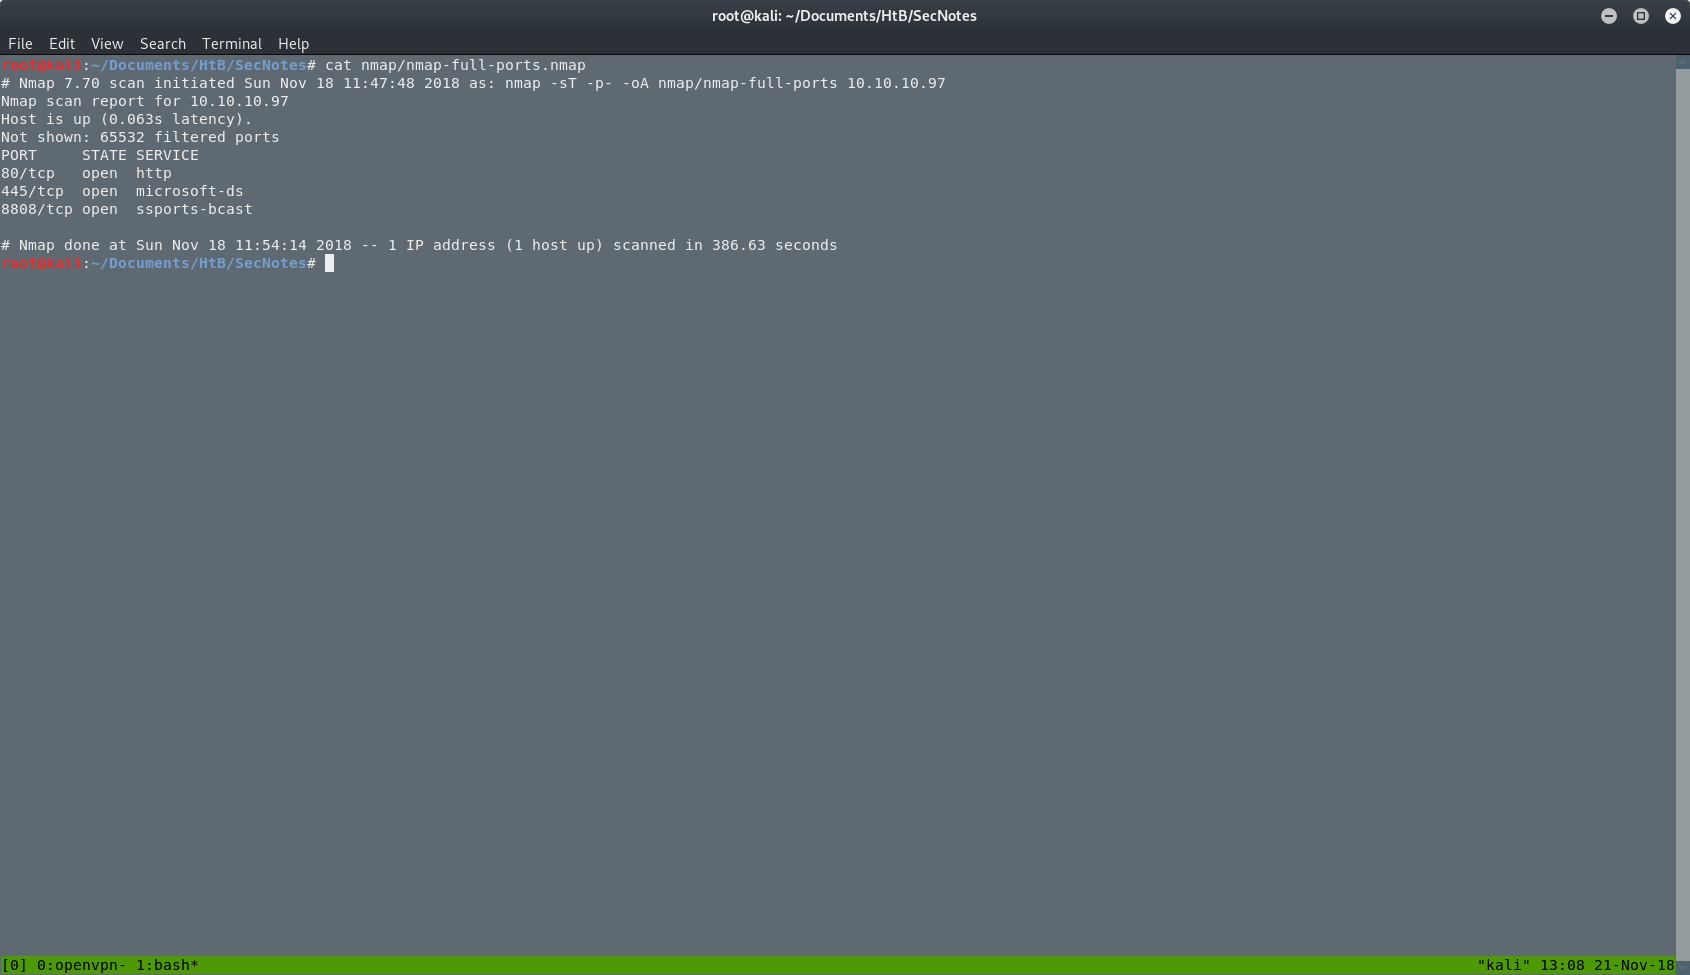 root@kali: ~/Documents/HtB/SecNotes
File Edit View Search Terminal Help
root@kali:~/Documents/HtB/SecNotes# cat nmap/nmap-full-ports.nmap
# Nmap 7.70 scan initiated Sun Nov 18 11:47:48 2018 as: nmap -sT -p- -oA nmap/nmap-full-ports 10.10.10.97
Nmap scan report for 10.10.10.97
Host is up (0.063s latency).
Not shown: 65532 filtered ports
PORT     STATE SERVICE
80/tcp   open  http
445/tcp  open  microsoft-ds
8808/tcp open  ssports-bcast
# Nmap done at Sun Nov 18 11:54:14 2018 -- 1 IP address (1 host up) scanned in 386.63 seconds
root@kali:~/Documents/HtB/SecNotes#
[0] 0:openvpn- 1:bash* "kali" 13:08 21-Nov-18